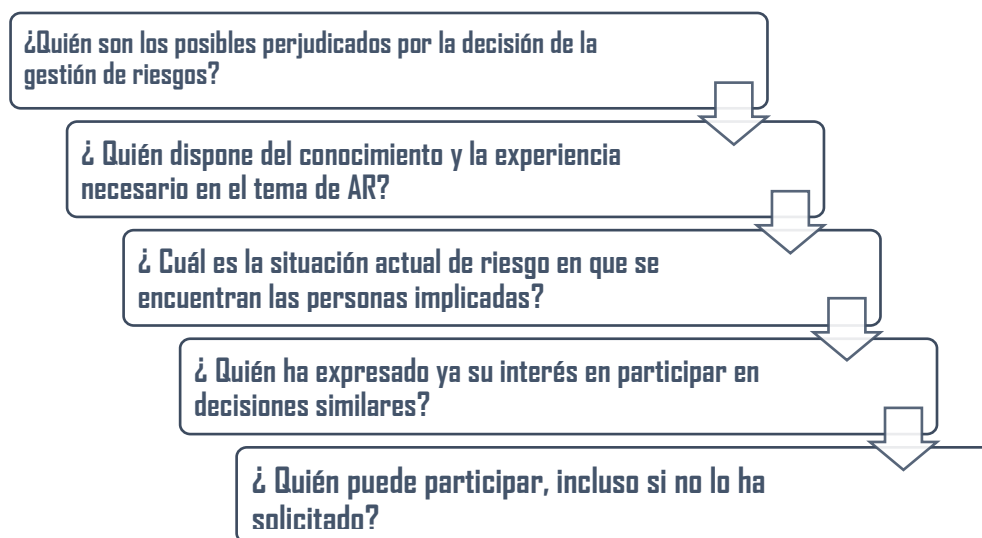 ¿Quién son los posibles perjudicados por la decisión de la
gestión de riesgos?
¿ Quién dispone del conocimiento y la experiencia
necesario en el tema de AR?
¿ Cuál es la situación actual de riesgo en que se
encuentran las personas implicadas?
¿ Quién ha expresado ya su interés en participar en
decisiones similares?
¿ Quién puede participar, incluso si no lo ha
solicitado?